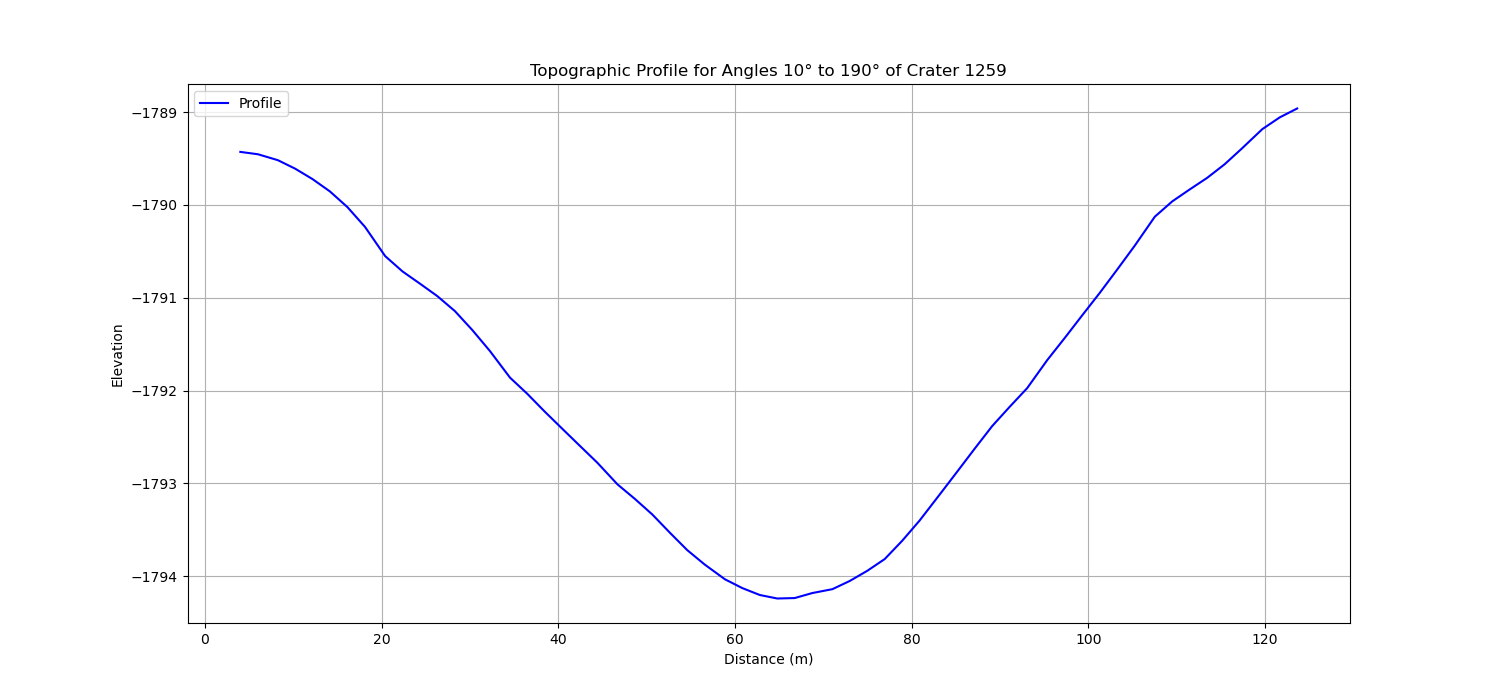 Topographic Profile for Angles 10° to 190° of Crater 1259
Profile
−1789
−1790
−1791
−1792
−1793
−1794
Elevation
0 20 40 60 80 100 120
Distance (m)